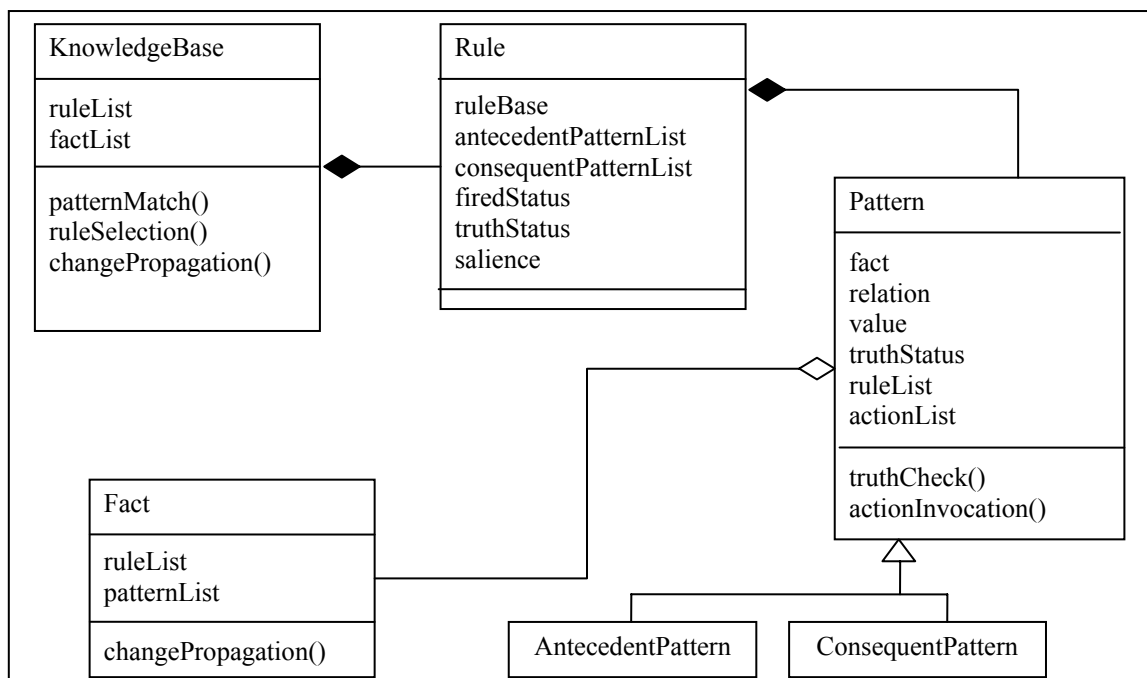 KnowledgeBase
ruleList
factList
patternMatch()
ruleSelection()
changePropagation()
Rule
ruleBase
antecedentPatternList
consequentPatternList
firedStatus
truthStatus
salience
Pattern
fact
relation
value
truthStatus
ruleList
actionList
truthCheck()
actionInvocation()
Fact
ruleList
patternList
changePropagation()
AntecedentPattern
ConsequentPattern